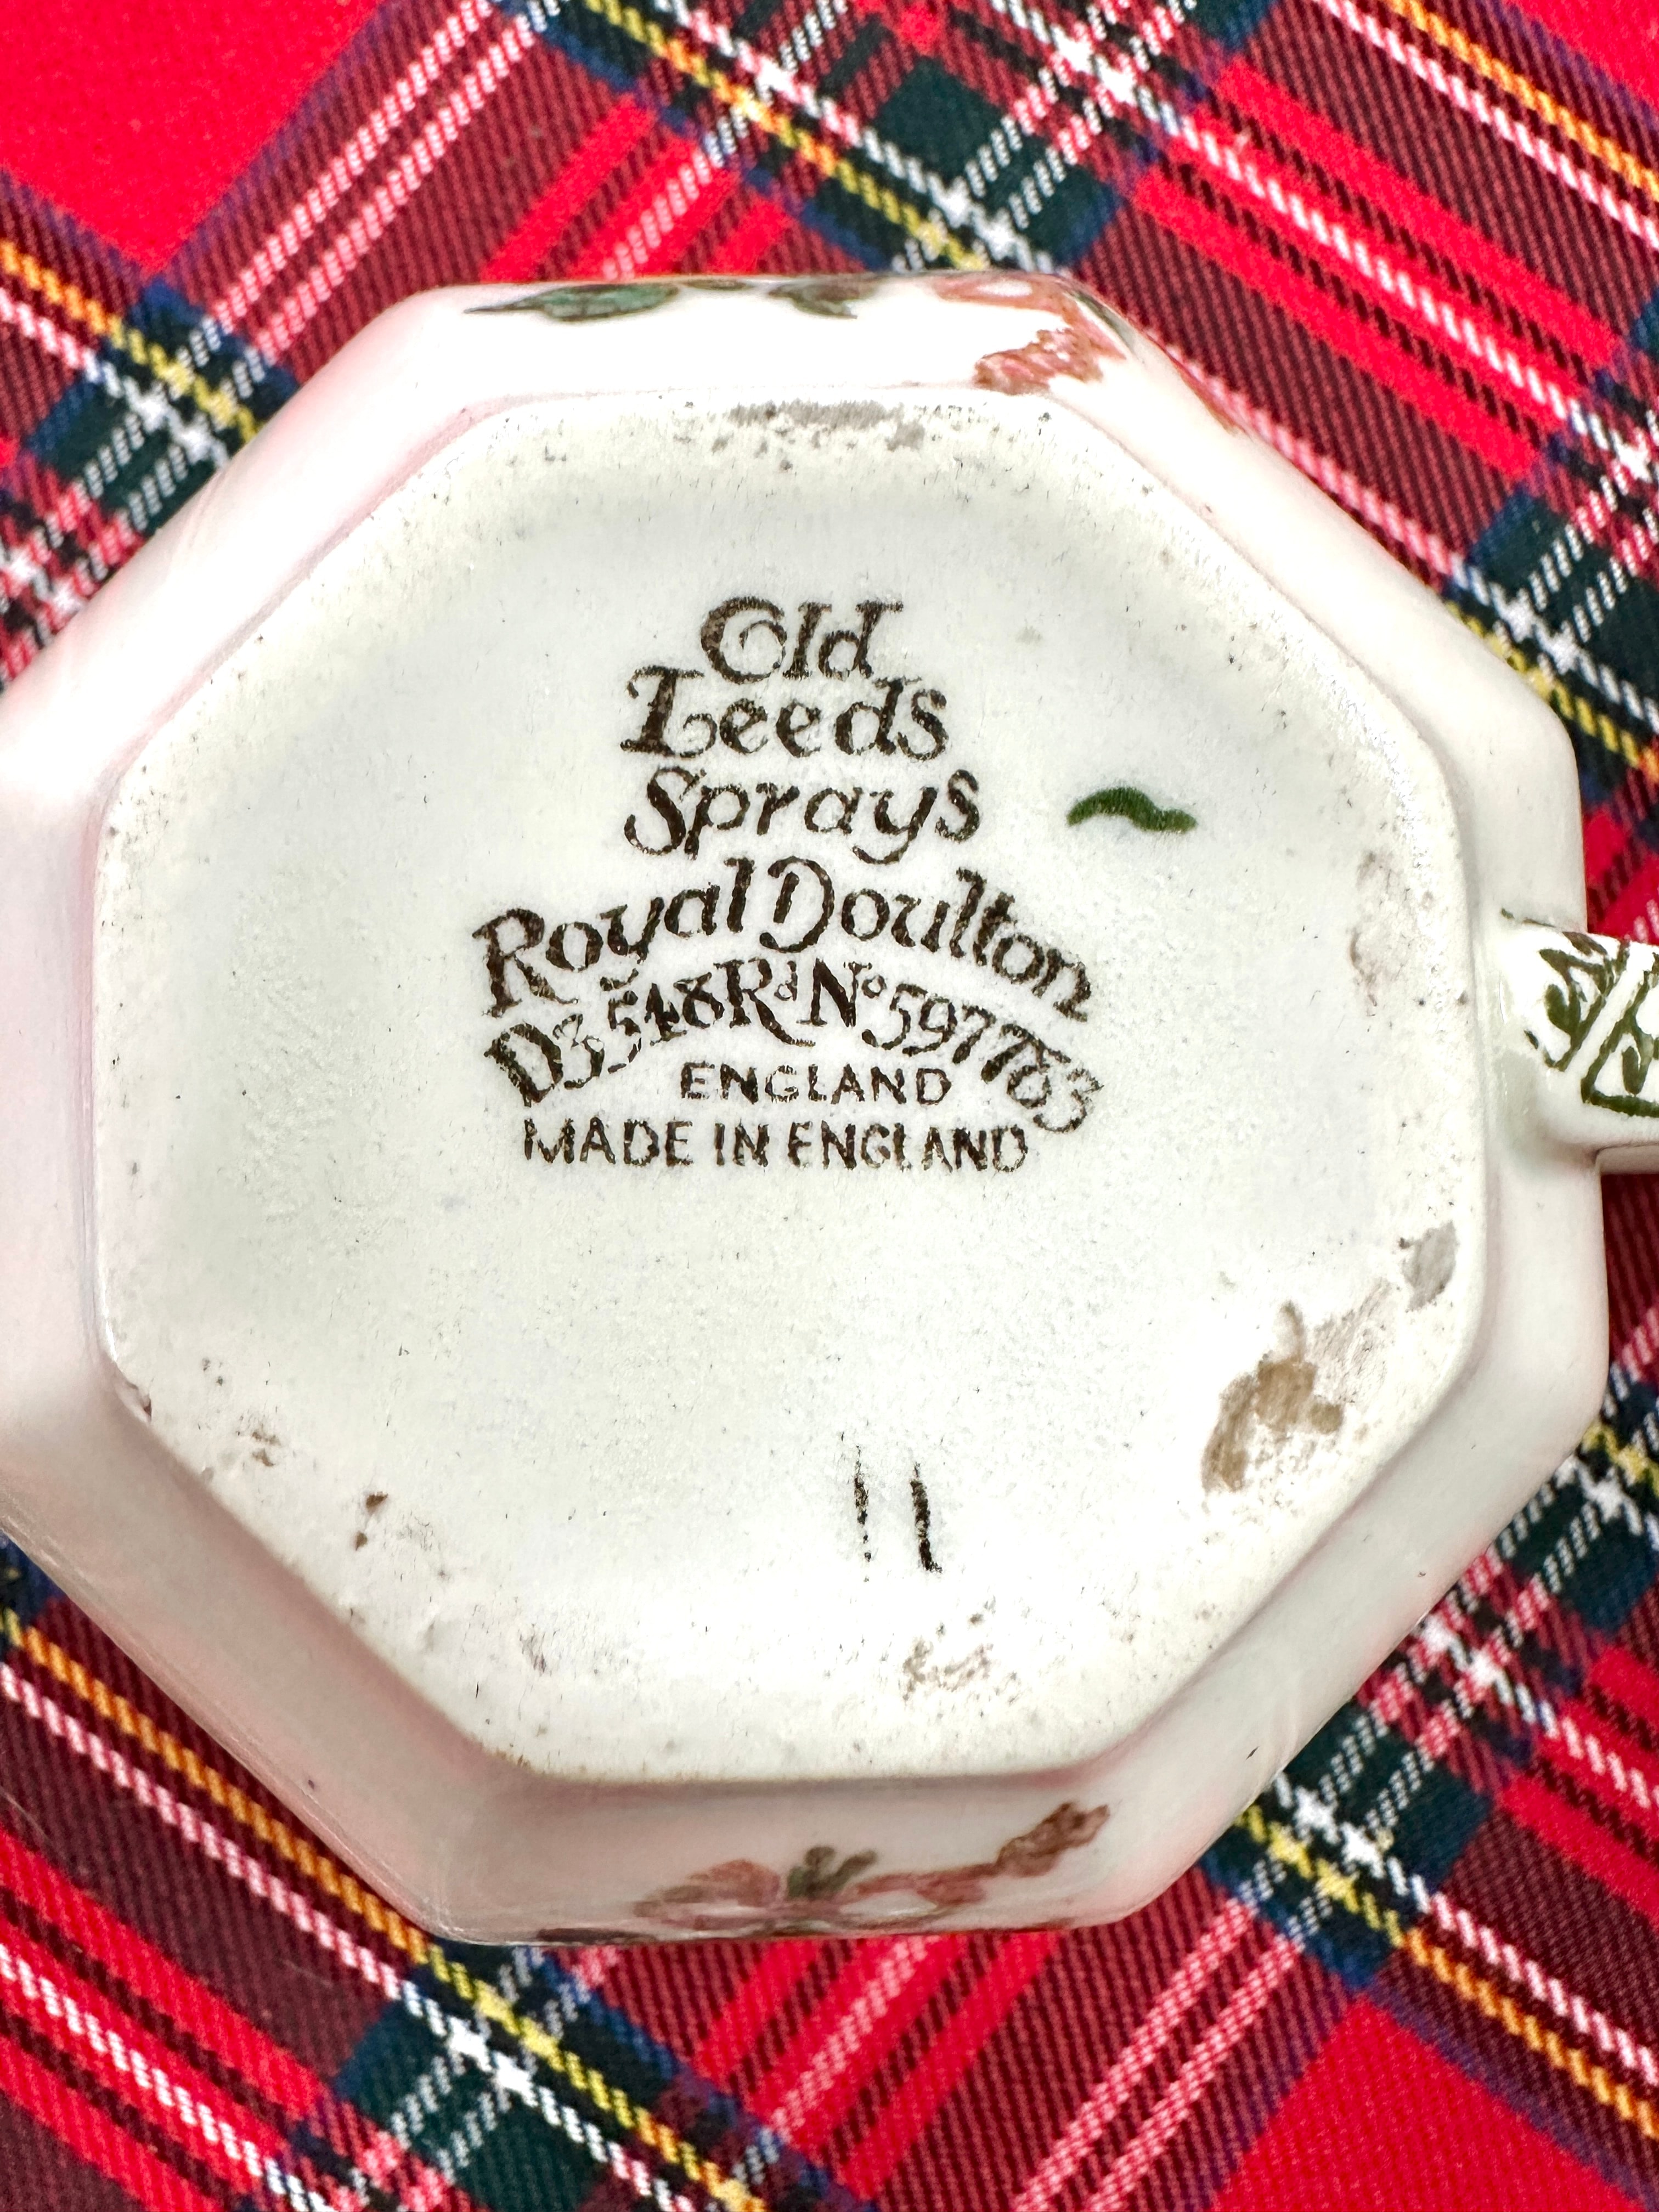 Old
Leeds
Sprays
Royal Doulton
D3548 Rd No 597763
ENGLAND
MADE IN ENGLAND
11